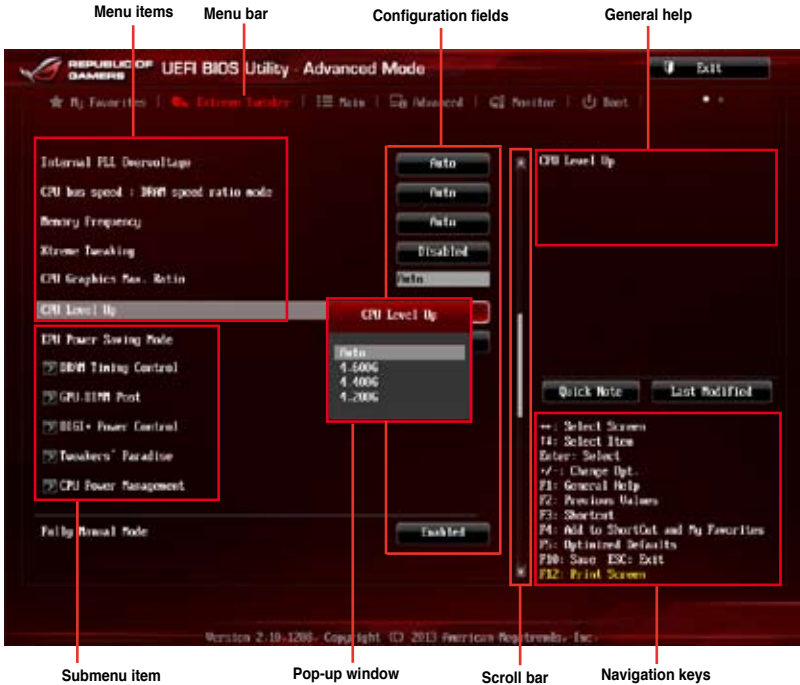 Menu items
Menu bar
Configuration fields
General help
REPUBLIC OF GAMERS
UEFI BIOS Utility - Advanced Mode
Exit
My Favorites | Extreme Tweaker | Main | Advanced | Monitor | Boot
Internal PLL Overvoltage
Auto
CPU Level Up
CPU bus speed : DRAM speed ratio mode
Auto
Memory Frequency
Auto
Xtreme Tweaking
Disabled
CPU Graphics Max. Ratio
Auto
CPU Level Up
CPU Level Up
Auto
4.600G
4.400G
4.200G
EPU Power Saving Mode
DRAM Timing Control
GPU.DIMM Post
DIGI+ Power Control
Tweakers' Paradise
CPU Power Management
Fully Manual Mode
Enabled
Quick Note
Last Modified
↔: Select Screen
↑↓: Select Item
Enter: Select
+/-: Change Opt.
F1: General Help
F2: Previous Values
F3: Shortcut
F4: Add to ShortCut and My Favorites
F5: Optimized Defaults
F10: Save ESC: Exit
F12: Print Screen
Version 2.10.1208. Copyright (C) 2013 American Megatrends, Inc.
Submenu item
Pop-up window
Scroll bar
Navigation keys